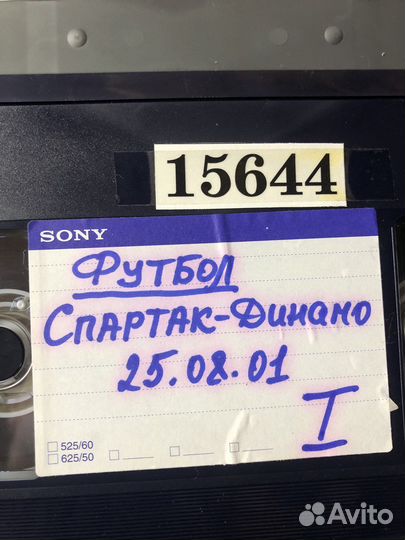 15644
SONY
ФУТБОЛ
СПАРТАК-ДИНАМО
25.08.01
I
525/60
625/50
Avito